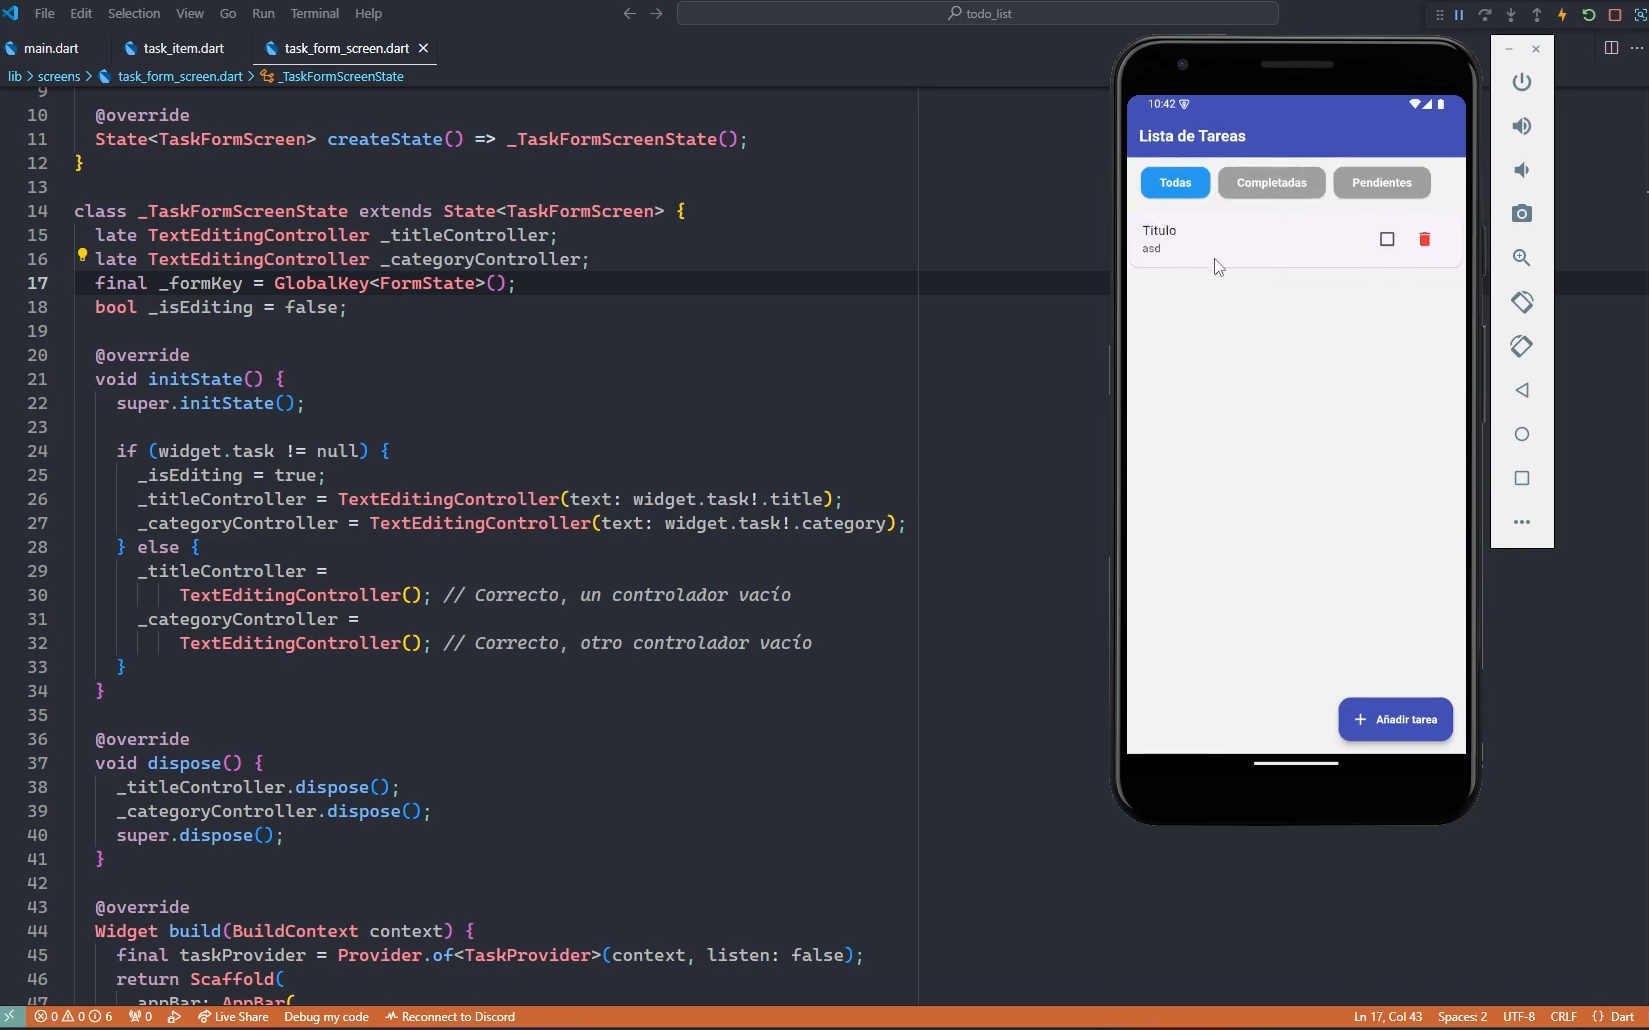 File Edit Selection View Go Run Terminal Help
todo_list
main.dart
task_item.dart
task_form_screen.dart
lib > screens > task_form_screen.dart > _TaskFormScreenState
9
10 @override
11 State<TaskFormScreen> createState() => _TaskFormScreenState();
12 }
13
14 class _TaskFormScreenState extends State<TaskFormScreen> {
15 late TextEditingController _titleController;
16 late TextEditingController _categoryController;
17 final _formKey = GlobalKey<FormState>();
18 bool _isEditing = false;
19
20 @override
21 void initState() {
22 super.initState();
23
24 if (widget.task != null) {
25 _isEditing = true;
26 _titleController = TextEditingController(text: widget.task!.title);
27 _categoryController = TextEditingController(text: widget.task!.category);
28 } else {
29 _titleController =
30 TextEditingController(); // Correcto, un controlador vacío
31 _categoryController =
32 TextEditingController(); // Correcto, otro controlador vacío
33 }
34 }
35
36 @override
37 void dispose() {
38 _titleController.dispose();
39 _categoryController.dispose();
40 super.dispose();
41 }
42
43 @override
44 Widget build(BuildContext context) {
45 final taskProvider = Provider.of<TaskProvider>(context, listen: false);
46 return Scaffold(
47 appBar: AppBar(
10:42
Lista de Tareas
Todas
Completadas
Pendientes
Titulo
asd
Añadir tarea
0 0 6 0 Live Share Debug my code Reconnect to Discord
Ln 17, Col 43 Spaces: 2 UTF-8 CRLF {} Dart